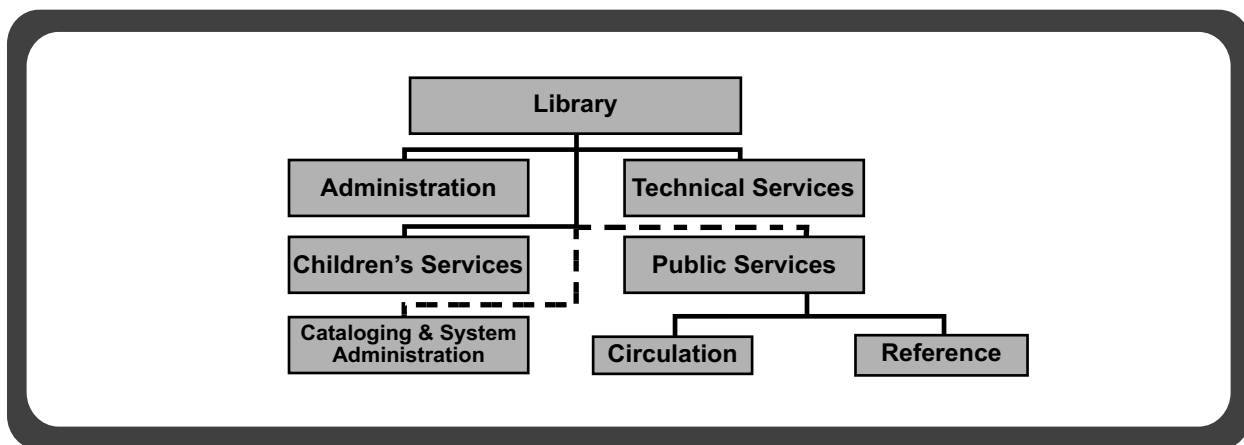 Library
Administration
Technical Services
Children’s Services
Public Services
Cataloging & System
Administration
Circulation
Reference